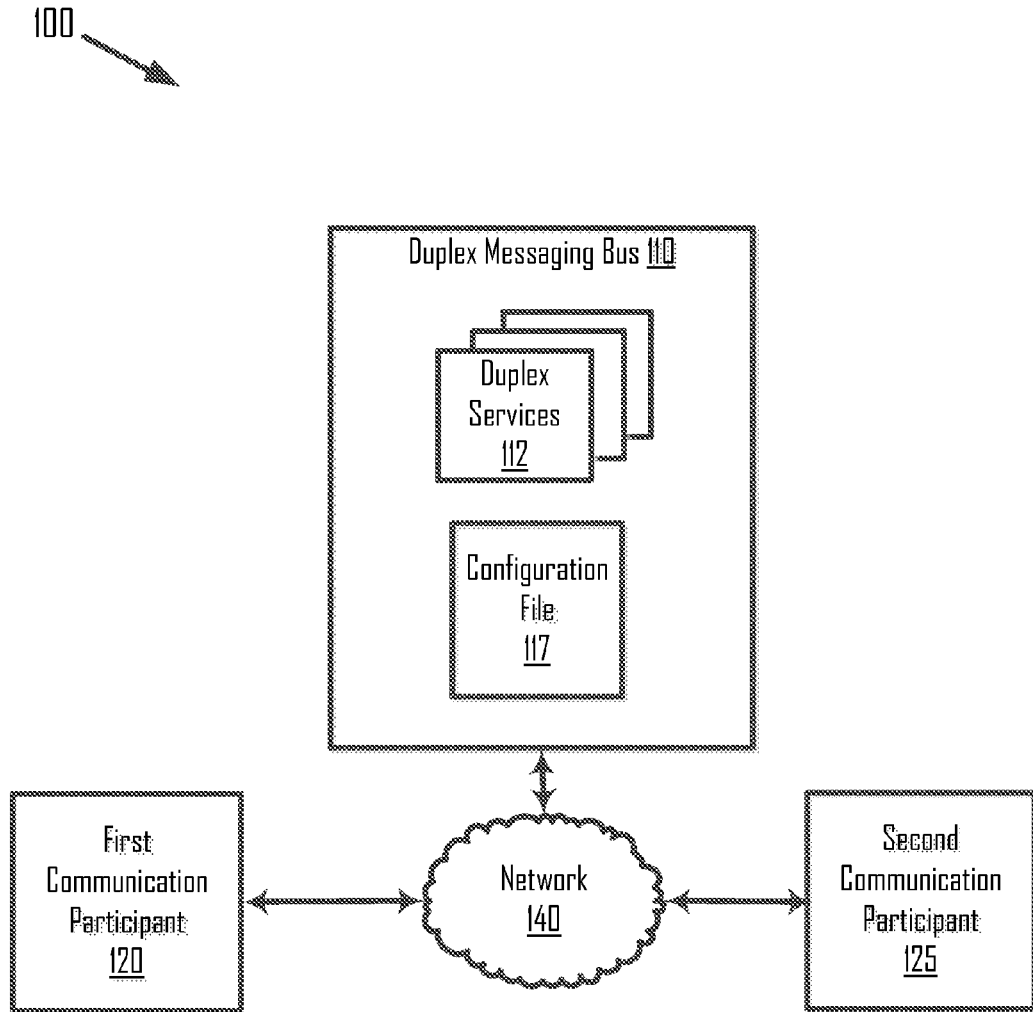 100
Duplex Messaging Bus 110
Duplex
Services
112
Configuration
File
117
First
Communication
Participant
120
Network
140
Second
Communication
Participant
125